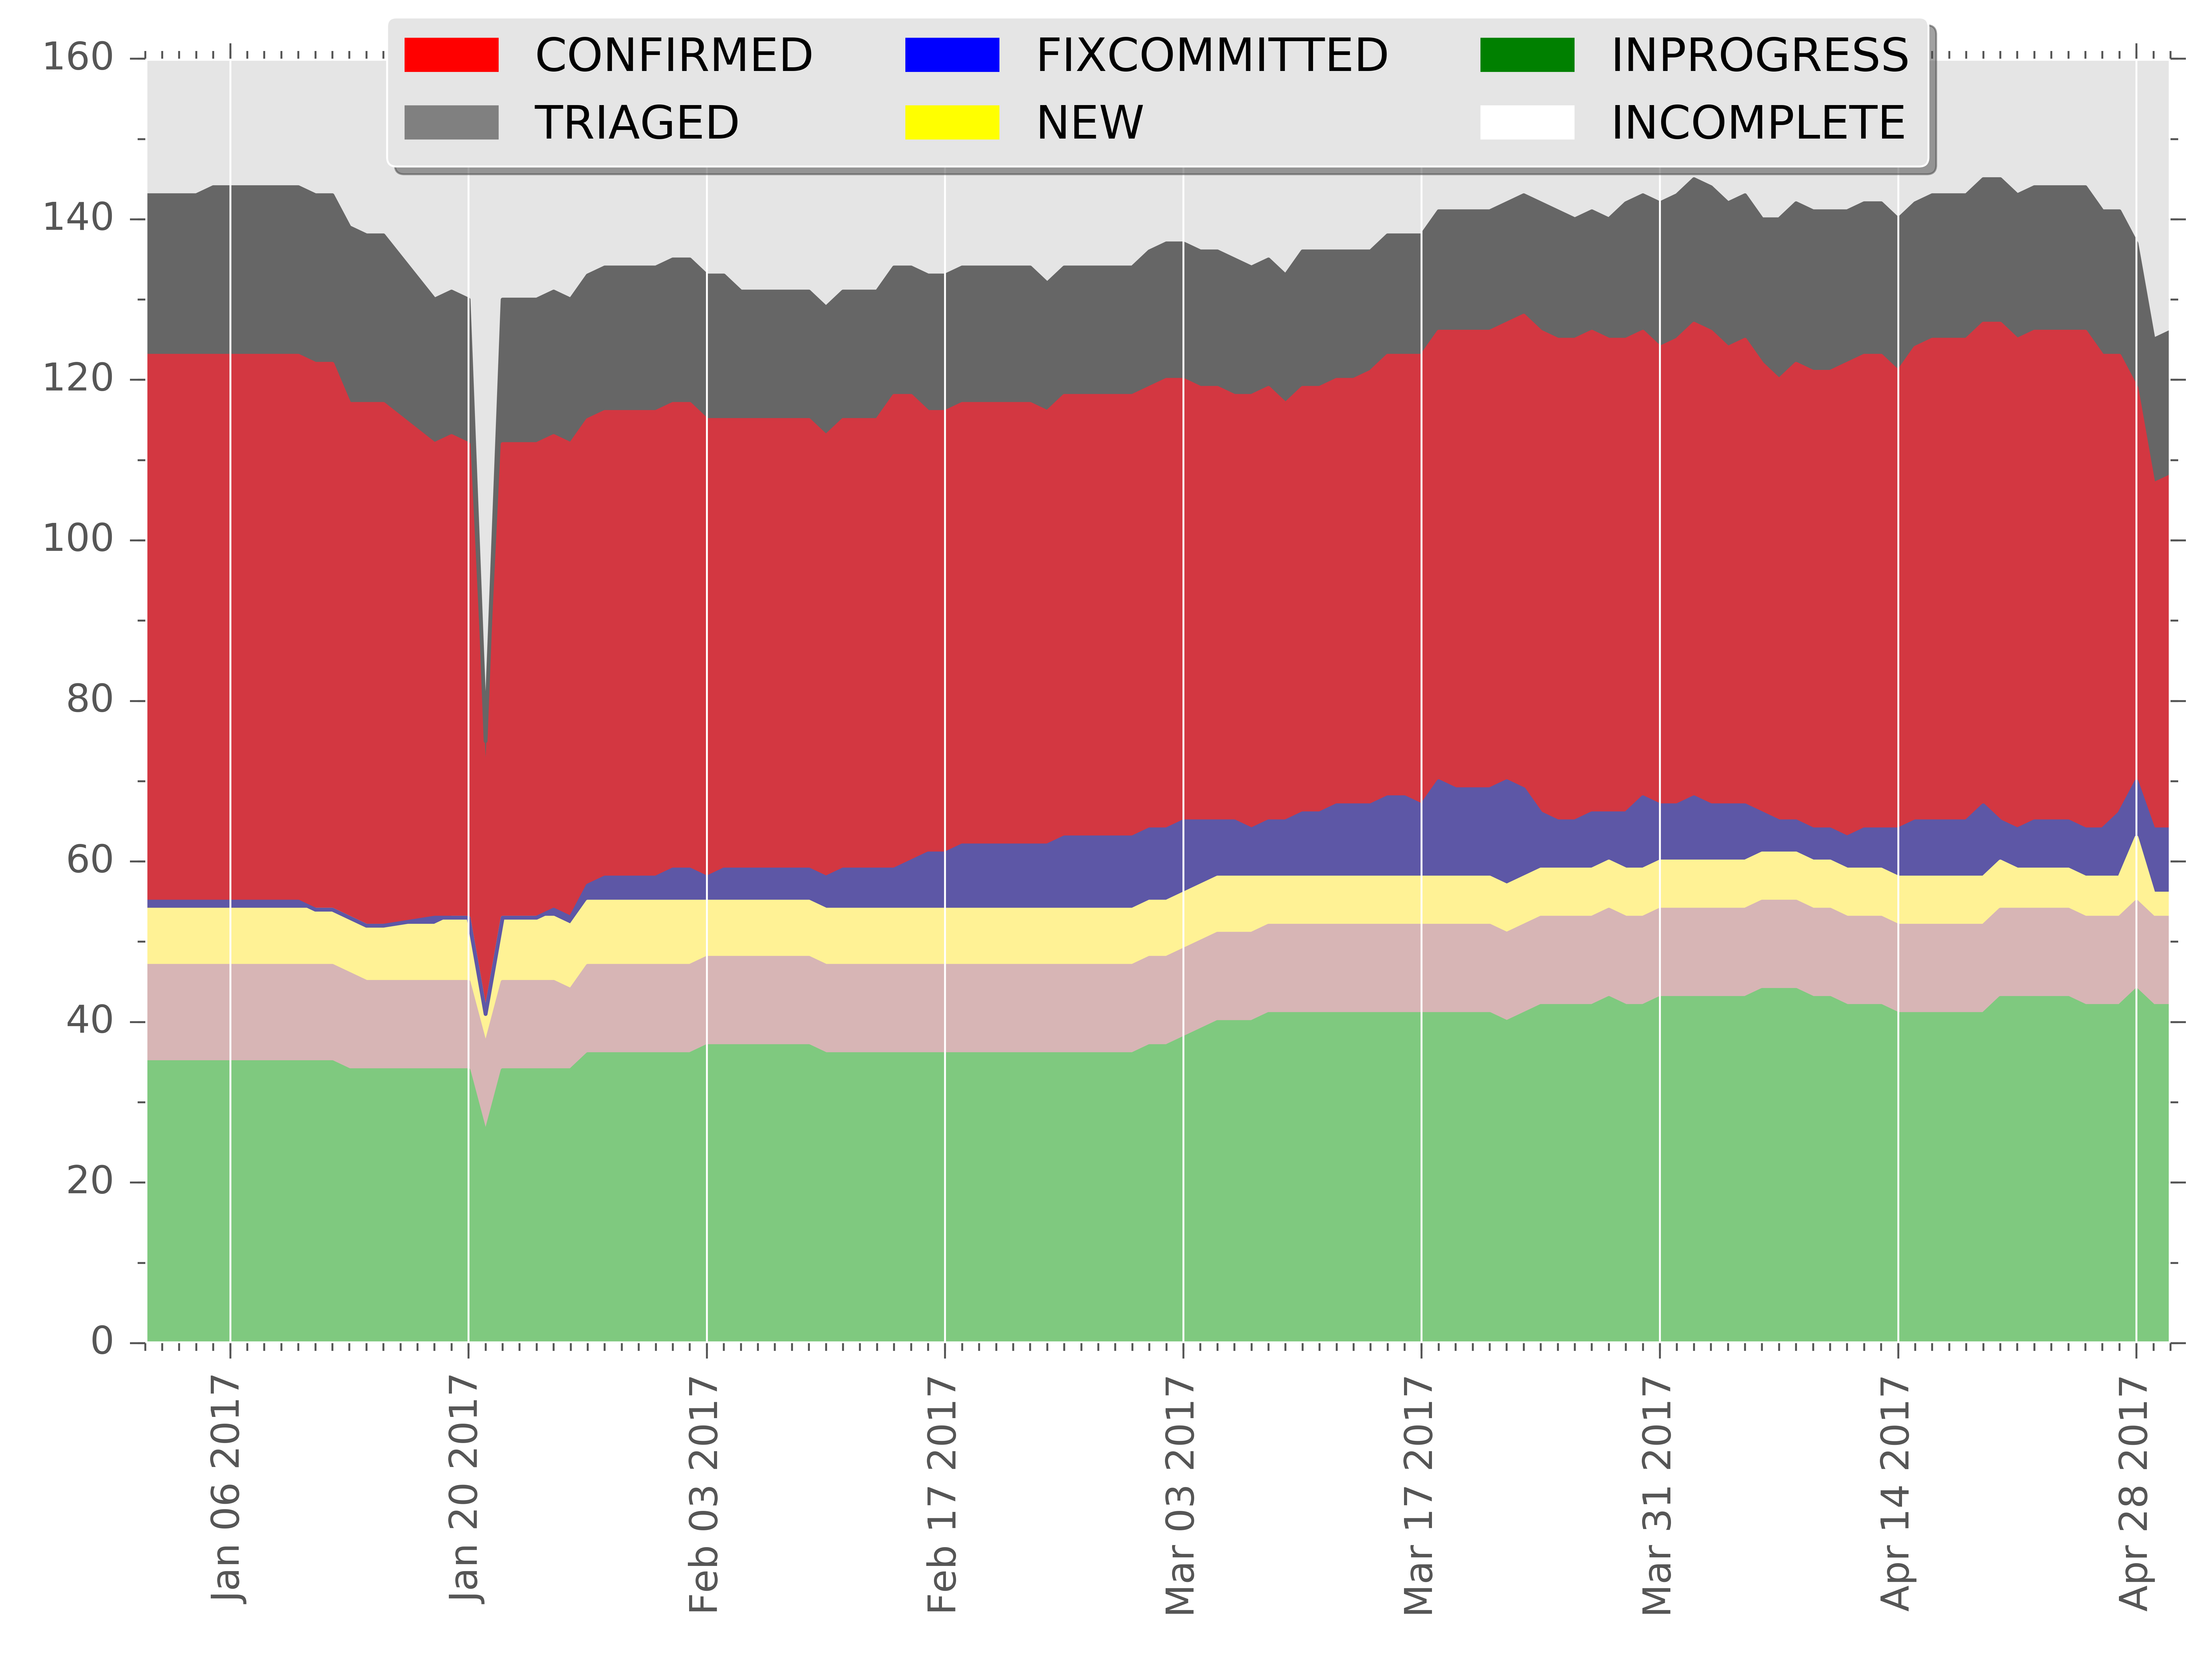 CONFIRMED FIXCOMMITTED INPROGRESS
TRIAGED NEW INCOMPLETE
160
140
120
100
80
60
40
20
0
Jan 06 2017
Jan 20 2017
Feb 03 2017
Feb 17 2017
Mar 03 2017
Mar 17 2017
Mar 31 2017
Apr 14 2017
Apr 28 2017